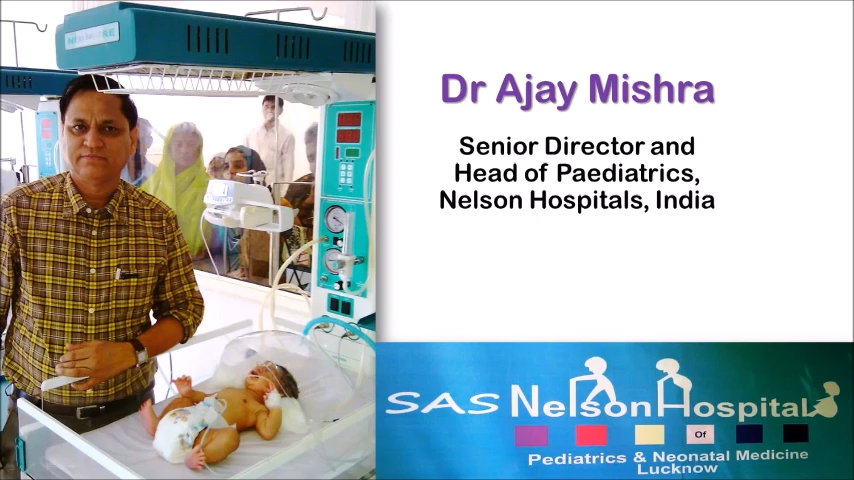 Dr Ajay Mishra
Senior Director and
Head of Paediatrics,
Nelson Hospitals, India
SAS Nelson Hospital
Of
Pediatrics & Neonatal Medicine
Lucknow